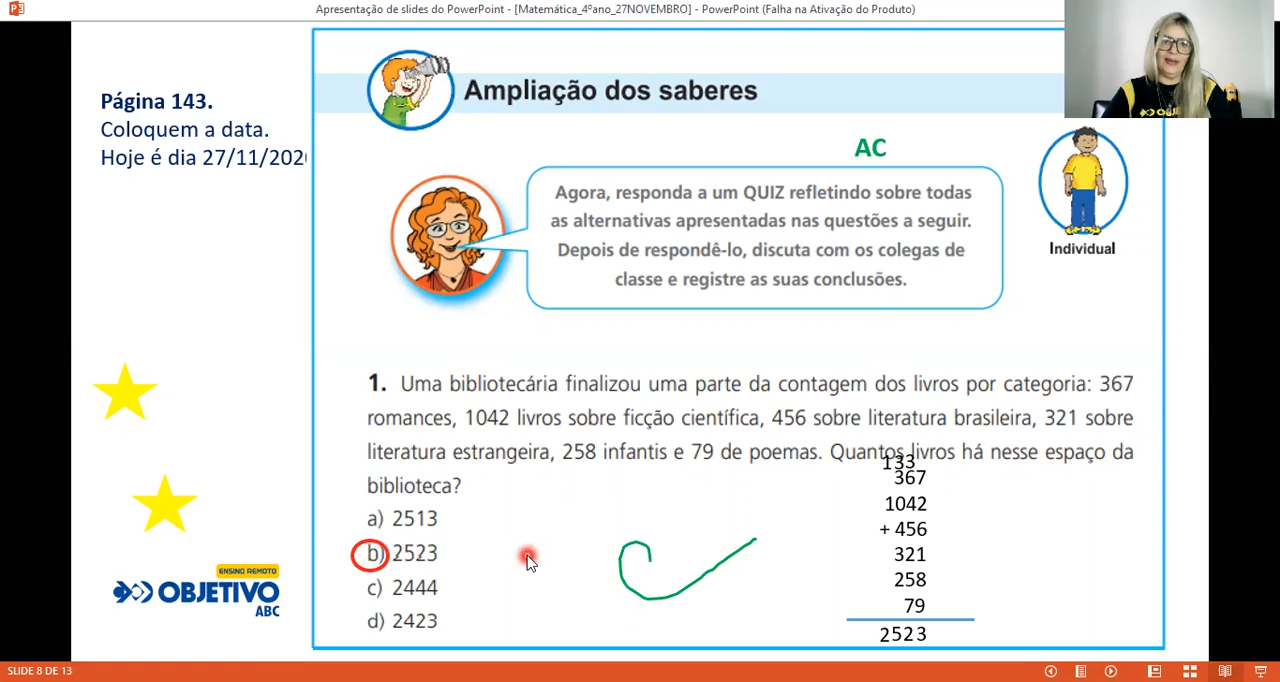 Apresentação de slides do PowerPoint - [Matemática_4ºano_27NOVEMBRO] - PowerPoint (Falha na Ativação do Produto)
Página 143.
Coloquem a data.
Hoje é dia 27/11/202
Ampliação dos saberes
AC
Agora, responda a um QUIZ refletindo sobre todas
as alternativas apresentadas nas questões a seguir.
Depois de respondê-lo, discuta com os colegas de
classe e registre as suas conclusões.
Individual
1. Uma bibliotecária finalizou uma parte da contagem dos livros por categoria: 367
romances, 1042 livros sobre ficção científica, 456 sobre literatura brasileira, 321 sobre
literatura estrangeira, 258 infantis e 79 de poemas. Quantos livros há nesse espaço da
biblioteca?
a) 2513
b) 2523
c) 2444
d) 2423
133
367
1042
+ 456
321
258
79
2523
ENSINO REMOTO
OBJETIVO
ABC
SLIDE 8 DE 13